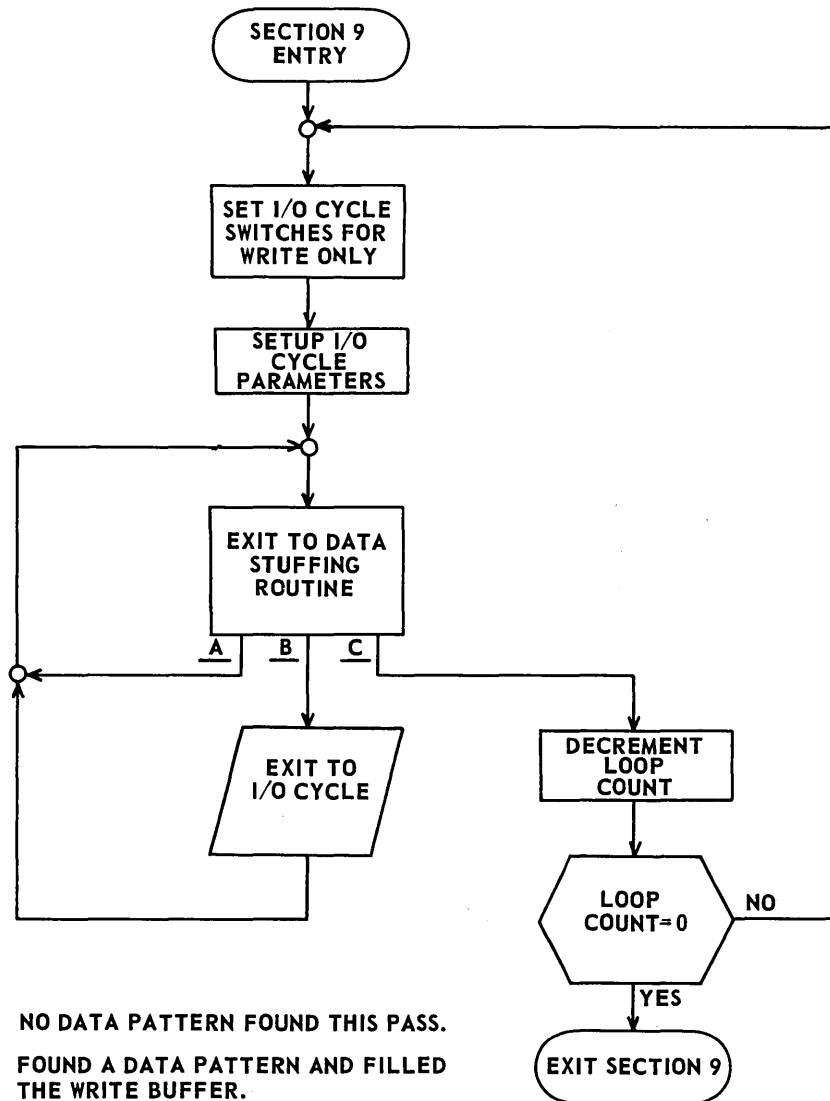 SECTION 9
ENTRY
SET I/O CYCLE
SWITCHES FOR
WRITE ONLY
SETUP I/O
CYCLE
PARAMETERS
EXIT TO DATA
STUFFING
ROUTINE
A B C
EXIT TO
I/O CYCLE
DECREMENT
LOOP
COUNT
LOOP
COUNT=0
NO
YES
EXIT SECTION 9
NO DATA PATTERN FOUND THIS PASS.
FOUND A DATA PATTERN AND FILLED
THE WRITE BUFFER.